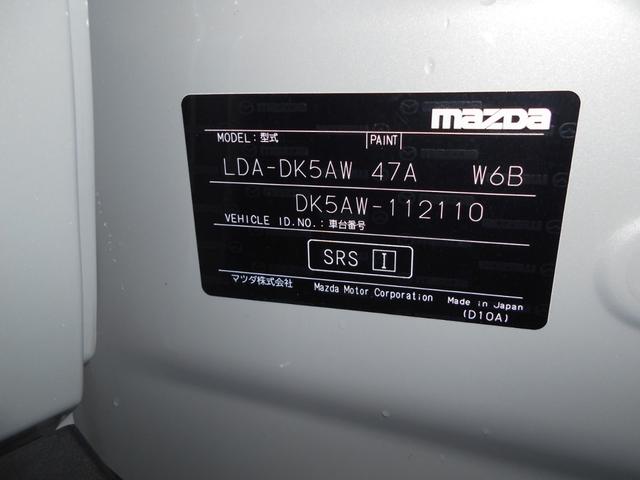 mazda
MODEL:型式 PAINT
LDA-DK5AW 47A W6B
DK5AW-112110
VEHICLE ID.NO.:車台番号
SRS I
マツダ株式会社 Mazda Motor Corporation Made in Japan
(D10A)